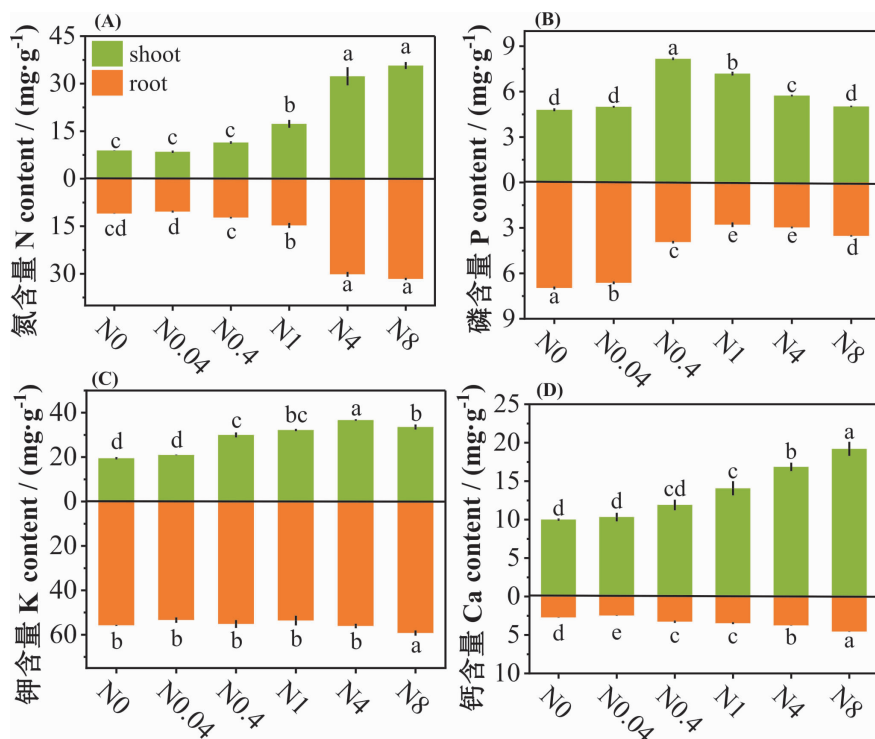 (A)
氮含量 N content / (mg·g⁻¹)
45
30
15
0
15
30
shoot
root
c
c
c
b
a
a
cd
d
c
b
a
a
N0
N0.04
N0.4
N1
N4
N8
(B)
磷含量 P content / (mg·g⁻¹)
9
6
3
0
3
6
9
d
d
a
b
c
d
a
b
c
e
e
d
N0
N0.04
N0.4
N1
N4
N8
(C)
钾含量 K content / (mg·g⁻¹)
40
20
0
20
40
60
d
d
c
bc
a
b
b
b
b
b
b
a
N0
N0.04
N0.4
N1
N4
N8
(D)
钙含量 Ca content / (mg·g⁻¹)
25
20
15
10
5
0
5
10
d
d
cd
c
b
a
d
e
c
c
b
a
N0
N0.04
N0.4
N1
N4
N8